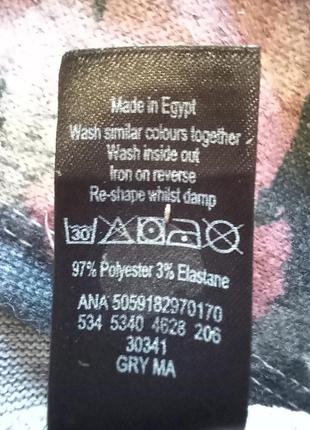 Made in Egypt
Wash similar colours together
Wash inside out
Iron on reverse
Re-shape whilst damp
30
97% Polyester 3% Elastane
ANA 5059182970170
534 5340 4628 206
30341
GRY MA